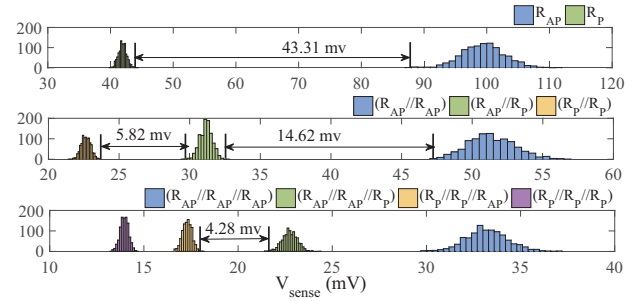 R_AP R_P
200
100
0
43.31 mv
30 40 50 60 70 80 90 100 110 120
(R_AP//R_AP) (R_AP//R_P) (R_P//R_P)
200
100
0
5.82 mv 14.62 mv
20 25 30 35 40 45 50 55 60
(R_AP//R_AP//R_AP) (R_AP//R_AP//R_P) (R_P//R_P//R_AP) (R_P//R_P//R_P)
200
100
0
4.28 mv
10 15 20 25 30 35 40
V_sense (mV)